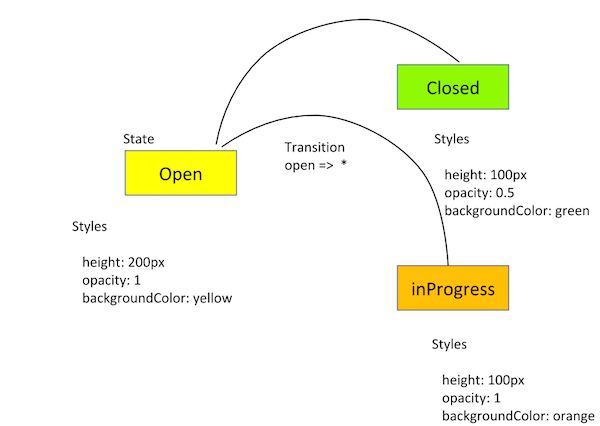 Closed
State
Transition
open => *
Styles
Open
height: 100px
opacity: 0.5
backgroundColor: green
Styles
height: 200px
opacity: 1
backgroundColor: yellow
inProgress
Styles
height: 100px
opacity: 1
backgroundColor: orange